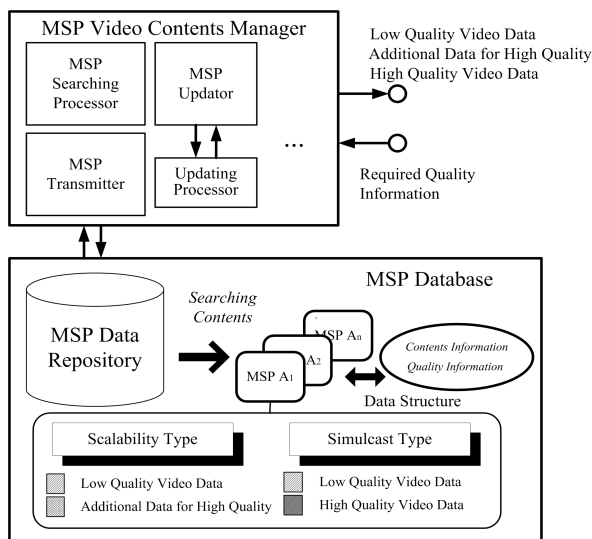 MSP Video Contents Manager
MSP
Searching
Processor
MSP
Updator
MSP
Transmitter
Updating
Processor
...
Low Quality Video Data
Additional Data for High Quality
High Quality Video Data
Required Quality
Information
MSP Database
MSP Data
Repository
Searching
Contents
MSP An
A2
MSP A1
Contents Information
Quality Information
Data Structure
Scalability Type
Low Quality Video Data
Additional Data for High Quality
Simulcast Type
Low Quality Video Data
High Quality Video Data